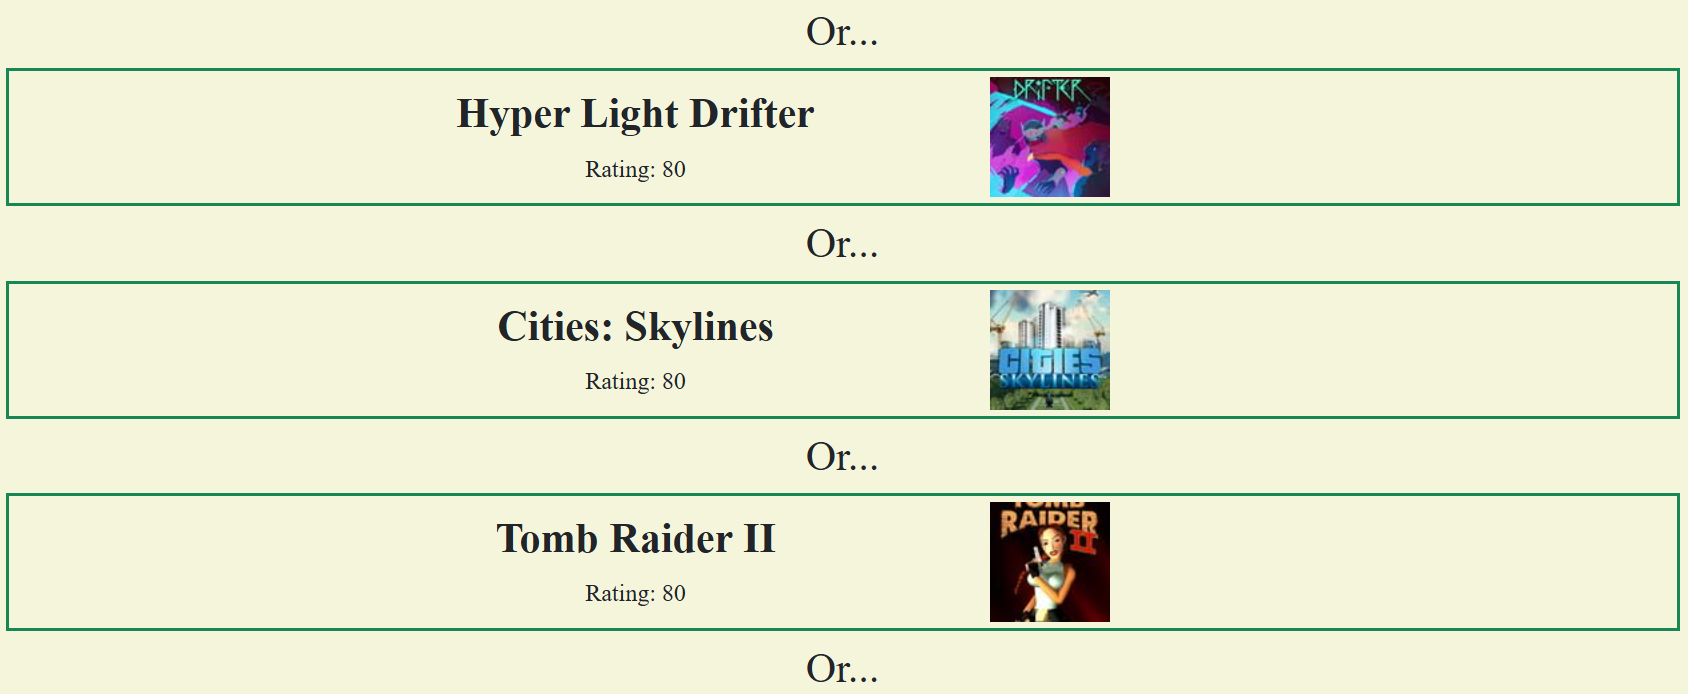 Or...
Hyper Light Drifter
Rating: 80
DRIFTER
Or...
Cities: Skylines
Rating: 80
CITIES
SKYLINES
Or...
Tomb Raider II
Rating: 80
TOMB
RAIDER
II
Or...